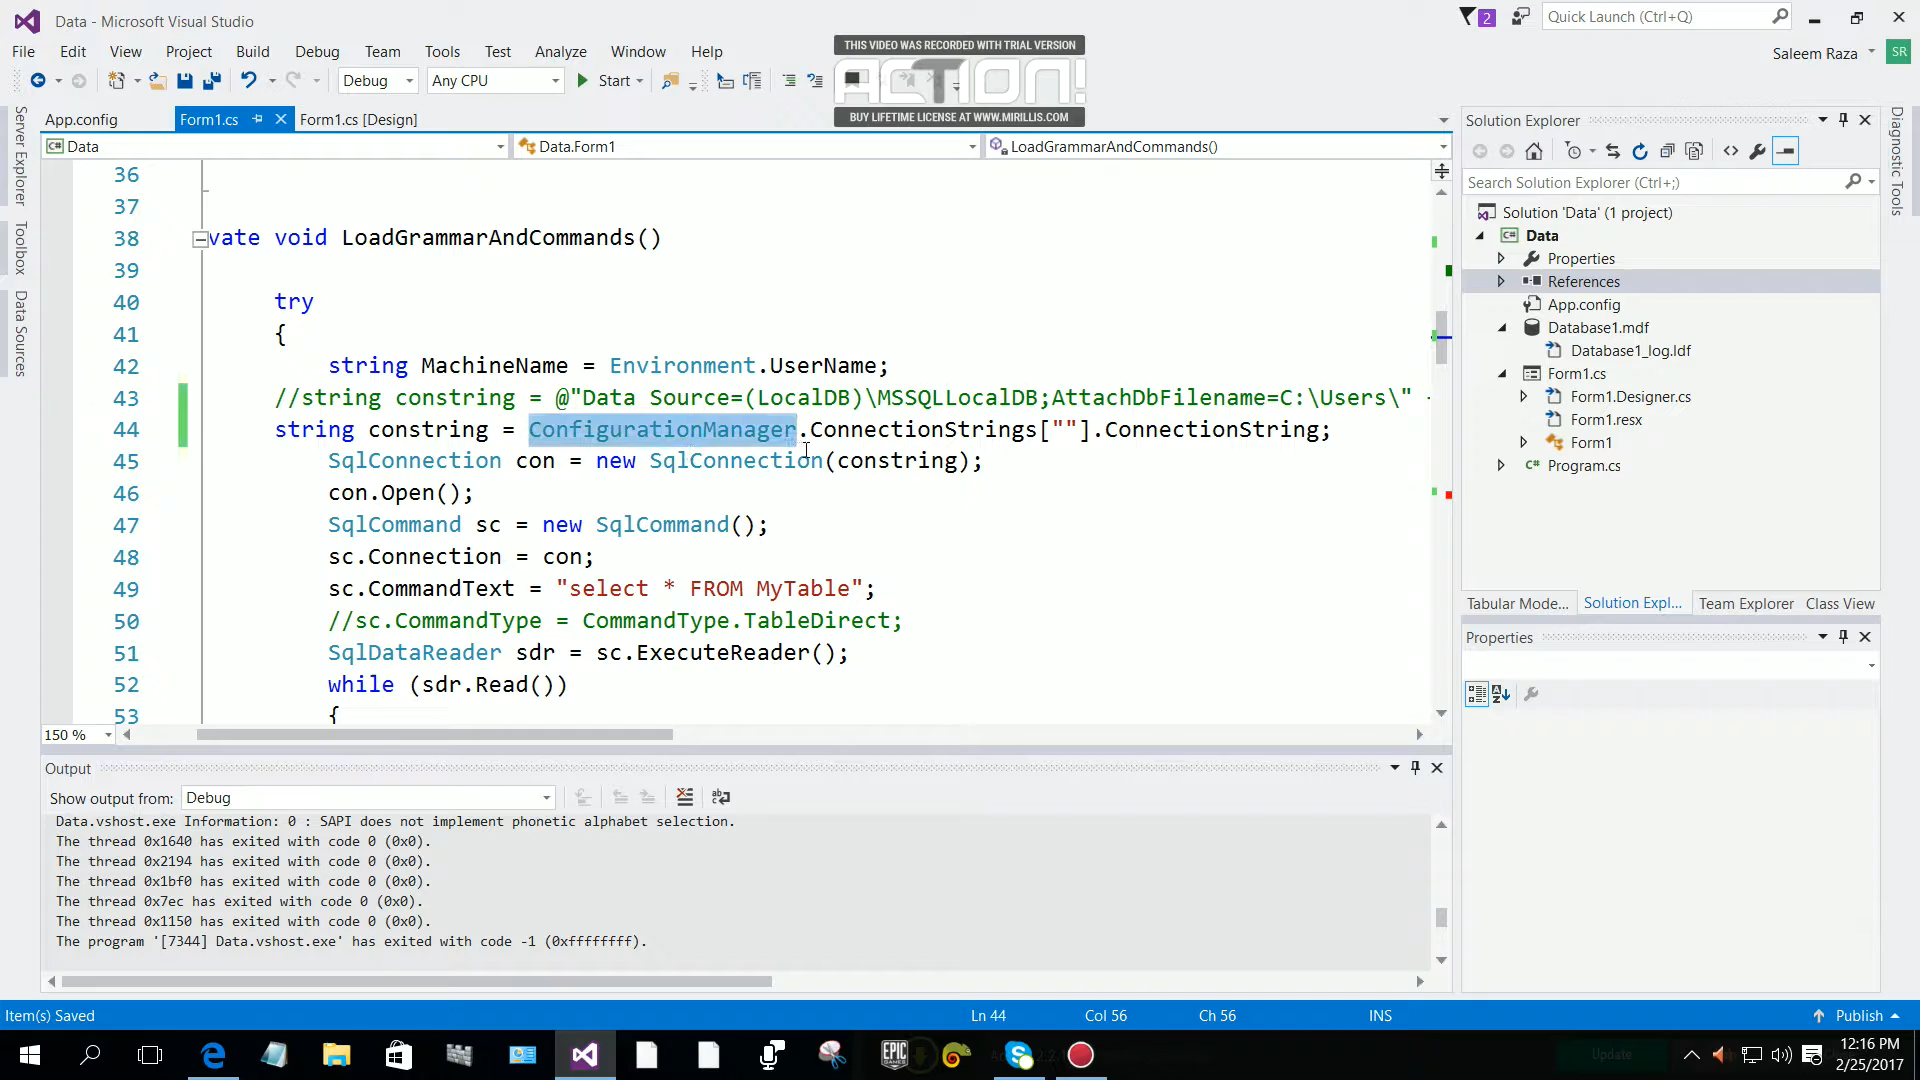 Data - Microsoft Visual Studio
2
Quick Launch (Ctrl+Q)
File Edit View Project Build Debug Team Tools Test Analyze Window Help
Saleem Raza
SR
Debug
Any CPU
Start
THIS VIDEO WAS RECORDED WITH TRIAL VERSION
ACTION!
BUY LIFETIME LICENSE AT WWW.MIRILLIS.COM
Server Explorer
Toolbox
Data Sources
App.config
Form1.cs
Form1.cs [Design]
C# Data
Data.Form1
LoadGrammarAndCommands()
36
37
38 vate void LoadGrammarAndCommands()
39
40 try
41 {
42 string MachineName = Environment.UserName;
43 //string constring = @"Data Source=(LocalDB)\MSSQLLocalDB;AttachDbFilename=C:\Users\"
44 string constring = ConfigurationManager.ConnectionStrings[""].ConnectionString;
45 SqlConnection con = new SqlConnection(constring);
46 con.Open();
47 SqlCommand sc = new SqlCommand();
48 sc.Connection = con;
49 sc.CommandText = "select * FROM MyTable";
50 //sc.CommandType = CommandType.TableDirect;
51 SqlDataReader sdr = sc.ExecuteReader();
52 while (sdr.Read())
53 {
150 %
Output
Show output from: Debug
Data.vshost.exe Information: 0 : SAPI does not implement phonetic alphabet selection.
The thread 0x1640 has exited with code 0 (0x0).
The thread 0x2194 has exited with code 0 (0x0).
The thread 0x1bf0 has exited with code 0 (0x0).
The thread 0x7ec has exited with code 0 (0x0).
The thread 0x1150 has exited with code 0 (0x0).
The program '[7344] Data.vshost.exe' has exited with code -1 (0xffffffff).
Solution Explorer
Search Solution Explorer (Ctrl+;)
Solution 'Data' (1 project)
C# Data
Properties
References
App.config
Database1.mdf
Database1_log.ldf
Form1.cs
Form1.Designer.cs
Form1.resx
Form1
C# Program.cs
Tabular Mode... Solution Expl... Team Explorer Class View
Properties
Diagnostic Tools
Item(s) Saved
Ln 44
Col 56
Ch 56
INS
Publish
EPIC GAMES
Update
12:16 PM
2/25/2017